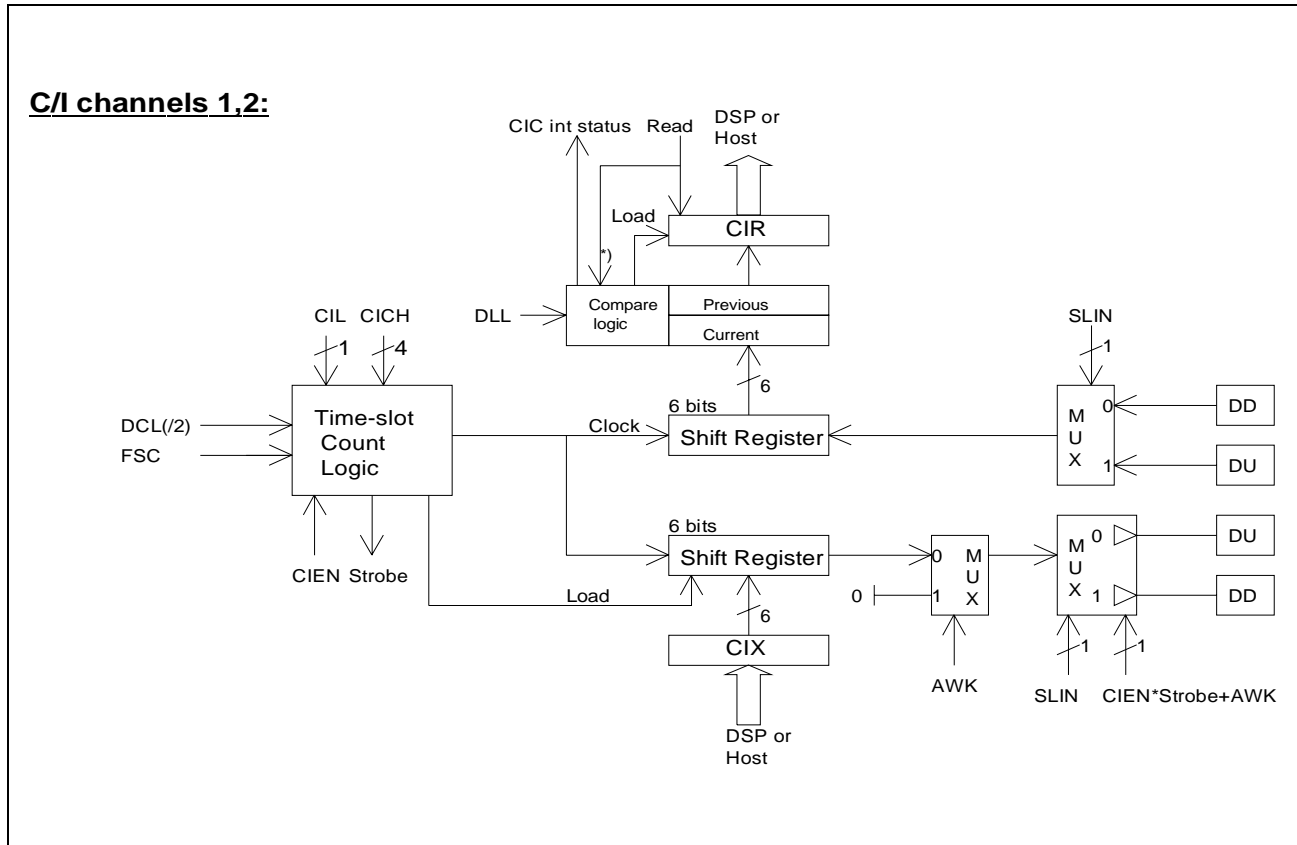 C/I channels 1,2:
CIC int status
Read
DSP or
Host
Load
CIR
*)
Compare
logic
Previous
Current
DLL
CIL
CICH
1
4
6
SLIN
1
6 bits
Time-slot
Count
Logic
DCL(/2)
FSC
Clock
Shift Register
M
U
X
0
1
DD
DU
6 bits
Shift Register
CIEN
Strobe
Load
0
0
1
M
U
X
M
U
X
0
1
DU
DD
6
CIX
AWK
1
1
SLIN
CIEN*Strobe+AWK
DSP or
Host